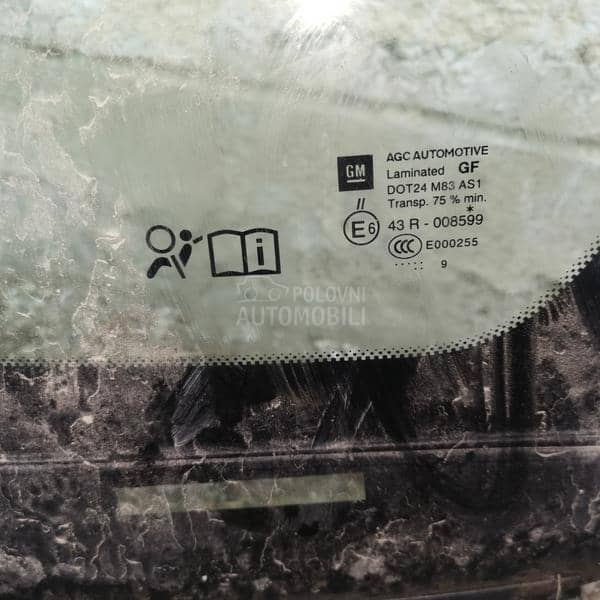 GM
AGC AUTOMOTIVE
Laminated GF
DOT24 M83 AS1
Transp. 75 % min.
//
E6 43 R - 008599
CCC E000255
..... 9
i
POLOVNI
AUTOMOBILI